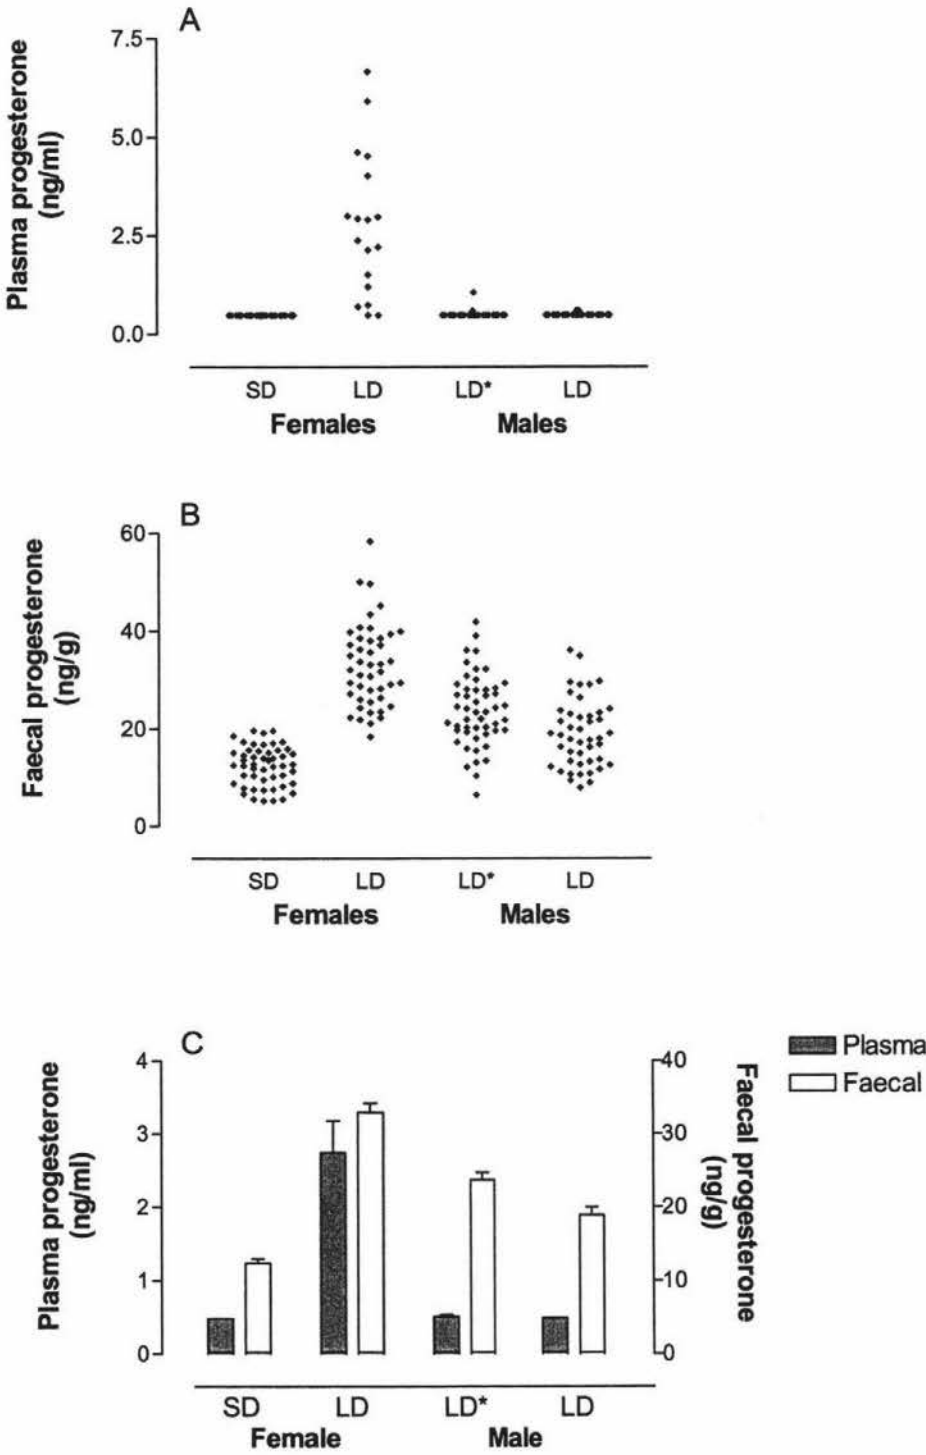 A
Plasma progesterone
(ng/ml)
7.5
5.0
2.5
0.0
SD LD LD* LD
Females Males
B
Faecal progesterone
(ng/g)
60
40
20
0
SD LD LD* LD
Females Males
C
Plasma progesterone
(ng/ml)
4
3
2
1
0
40
30
20
10
0
Faecal progesterone
(ng/g)
Plasma
Faecal
SD LD LD* LD
Female Male